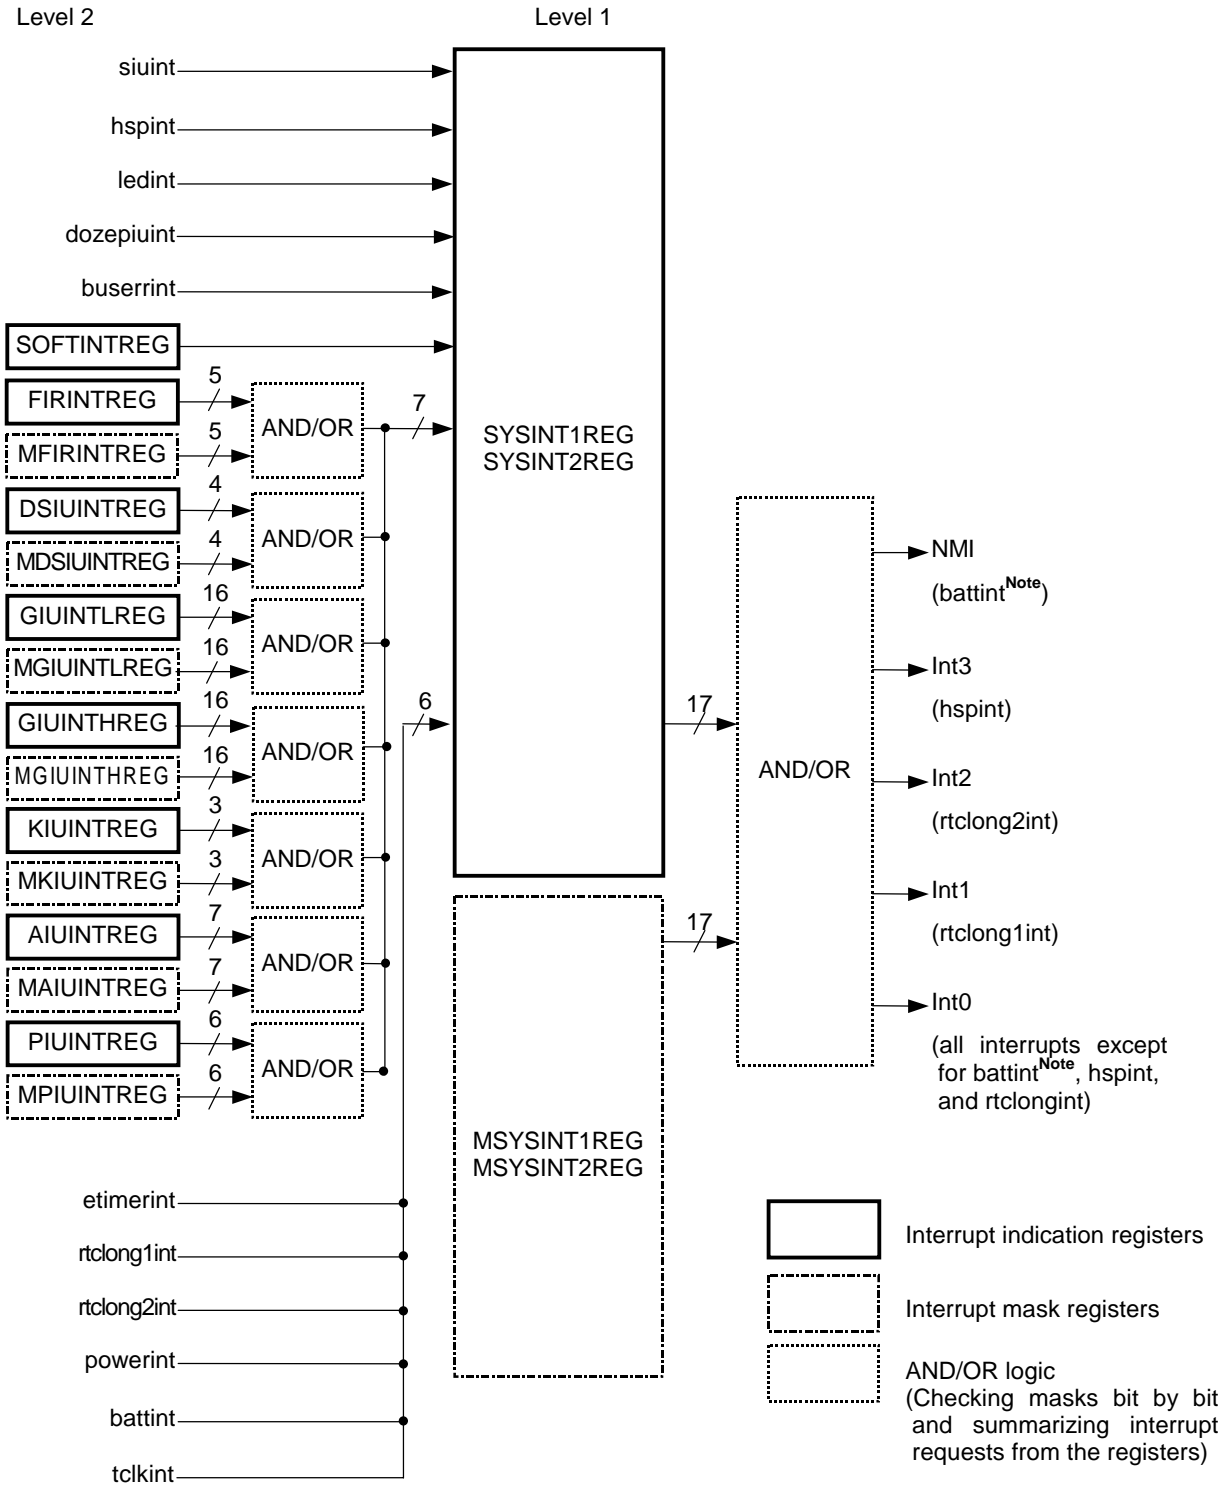 Level 2
Level 1
siuint
hspint
ledint
dozepiuint
buserrint
SOFTINTREG
FIRINTREG
5
MFIRINTREG
5
AND/OR
7
DSIUINTREG
4
MDSIUINTREG
4
AND/OR
GIUINTLREG
16
MGIUINTLREG
16
AND/OR
GIUINTHREG
16
MGIUINTHREG
16
AND/OR
KIUINTREG
3
MKIUINTREG
3
AND/OR
AIUINTREG
7
MAIUINTREG
7
AND/OR
PIUINTREG
6
MPIUINTREG
6
AND/OR
etimerint
rtclong1int
rtclong2int
powerint
battint
tclkint
6
SYSINT1REG
SYSINT2REG
17
MSYSINT1REG
MSYSINT2REG
17
AND/OR
NMI
(battintNote)
Int3
(hspint)
Int2
(rtclong2int)
Int1
(rtclong1int)
Int0
(all interrupts except
for battintNote, hspint,
and rtclongint)
Interrupt indication registers
Interrupt mask registers
AND/OR logic
(Checking masks bit by bit
and summarizing interrupt
requests from the registers)